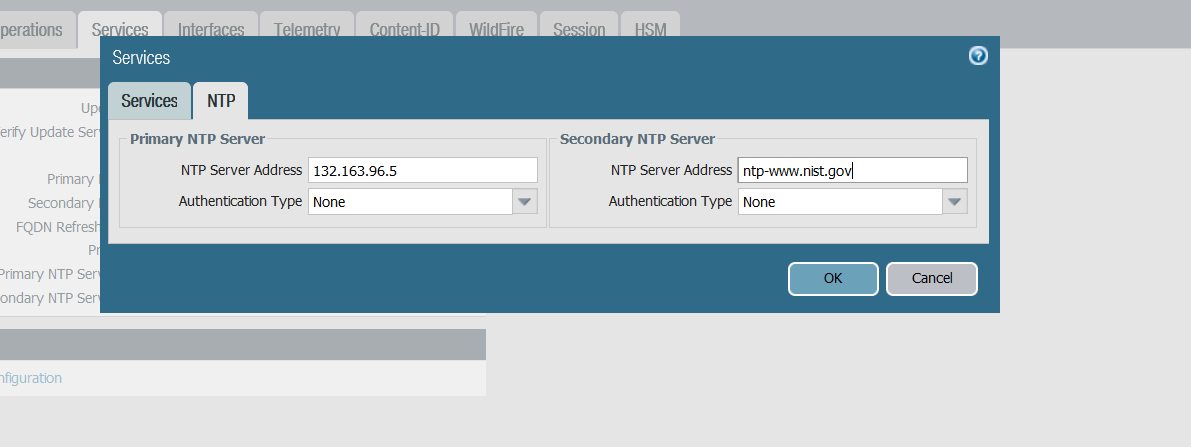 perations Services Interfaces Telemetry Content-ID WildFire Session HSM
Services
Services NTP
Primary NTP Server Secondary NTP Server
NTP Server Address 132.163.96.5 NTP Server Address ntp-www.nist.gov
Authentication Type None Authentication Type None
OK Cancel
Upd
erify Update Serv
Primary
Secondary
FQDN Refresh
Pr
Primary NTP Serv
ondary NTP Serv
nfiguration